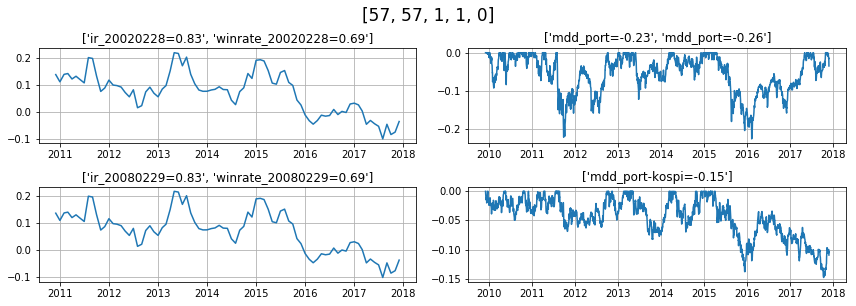 [57, 57, 1, 1, 0]
['ir_20020228=0.83', 'winrate_20020228=0.69']
0.2
0.1
0.0
−0.1
2011 2012 2013 2014 2015 2016 2017 2018
['mdd_port=-0.23', 'mdd_port=-0.26']
0.0
−0.1
−0.2
2010 2011 2012 2013 2014 2015 2016 2017 2018
['ir_20080229=0.83', 'winrate_20080229=0.69']
0.2
0.1
0.0
−0.1
2011 2012 2013 2014 2015 2016 2017 2018
['mdd_port-kospi=-0.15']
0.00
−0.05
−0.10
−0.15
2010 2011 2012 2013 2014 2015 2016 2017 2018